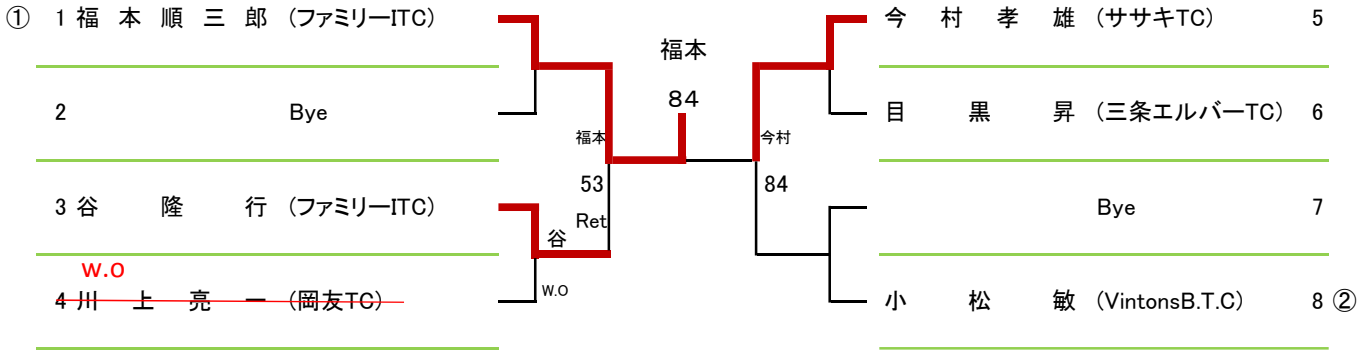 ① 1 福本順三郎 (ファミリーITC)
2 Bye
3 谷隆行 (ファミリーITC)
W.O
4 川上亮一 (岡友TC)
福本
53
Ret
谷
W.O
福本
84
今村
84
今村孝雄 (ササキTC) 5
目黒昇 (三条エルバーTC) 6
Bye 7
小松敏 (VintonsB.T.C) 8 ②